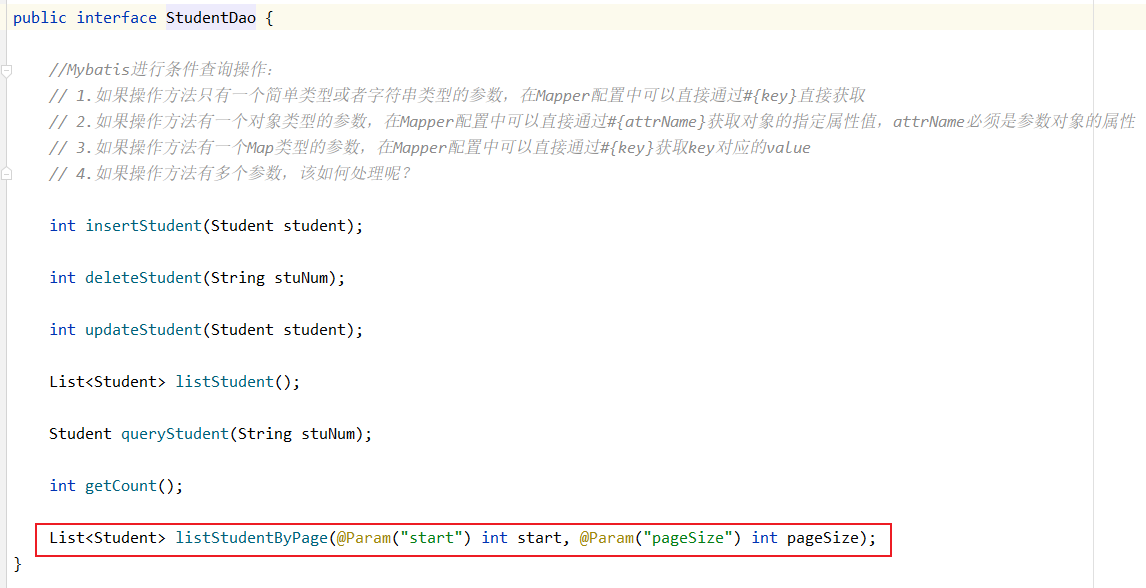 public interface StudentDao {
//Mybatis进行条件查询操作：
// 1.如果操作方法只有一个简单类型或者字符串类型的参数，在Mapper配置中可以直接通过#{key}直接获取
// 2.如果操作方法有一个对象类型的参数，在Mapper配置中可以直接通过#{attrName}获取对象的指定属性值，attrName必须是参数对象的属性
// 3.如果操作方法有一个Map类型的参数，在Mapper配置中可以直接通过#{key}获取key对应的value
// 4.如果操作方法有多个参数，该如何处理呢？
int insertStudent(Student student);
int deleteStudent(String stuNum);
int updateStudent(Student student);
List<Student> listStudent();
Student queryStudent(String stuNum);
int getCount();
List<Student> listStudentByPage(@Param("start") int start, @Param("pageSize") int pageSize);
}